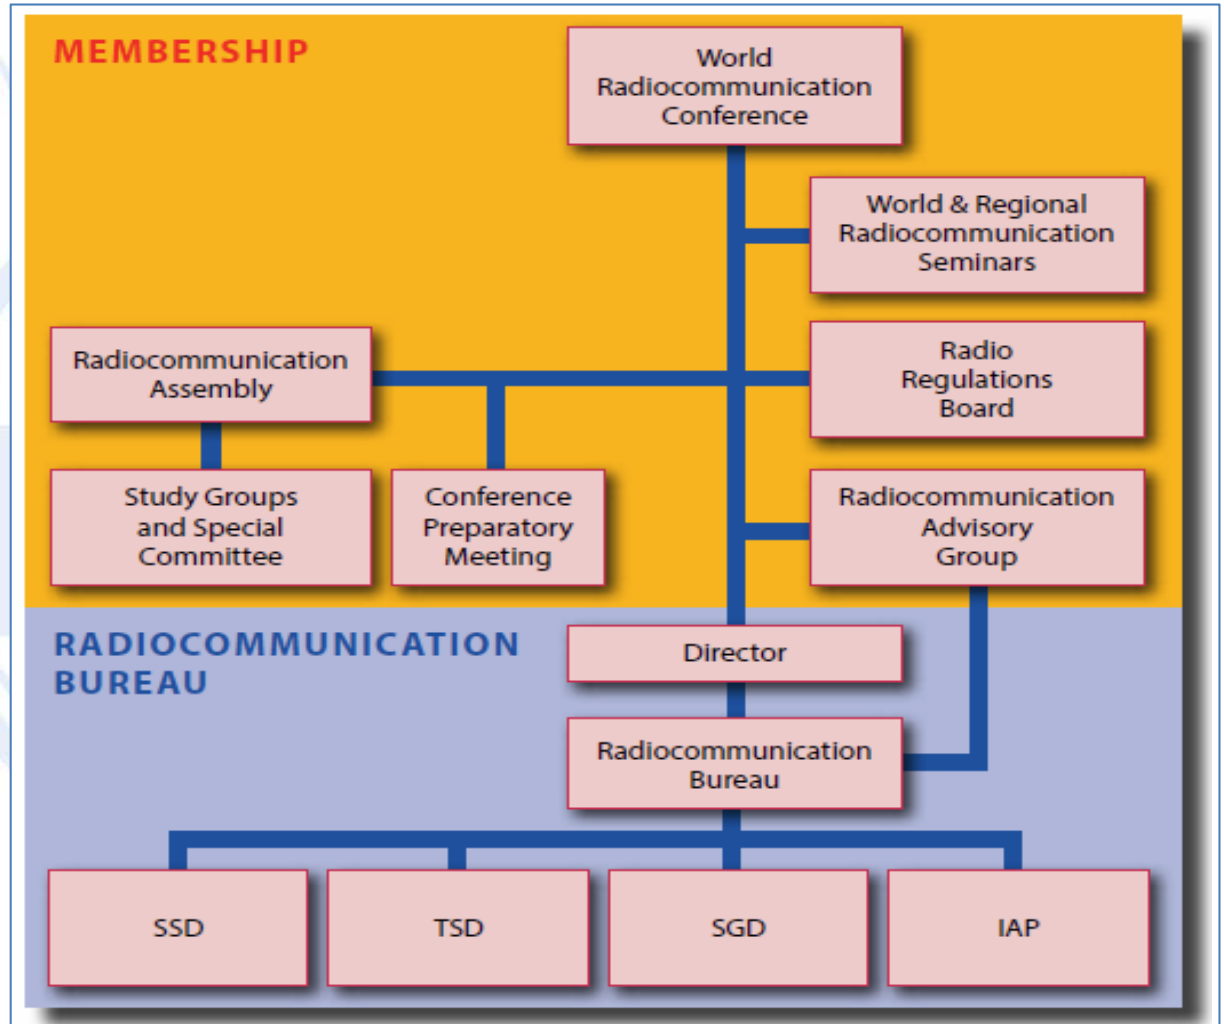 MEMBERSHIP
World
Radiocommunication
Conference
World & Regional
Radiocommunication
Seminars
Radiocommunication
Assembly
Radio
Regulations
Board
Study Groups
and Special
Committee
Conference
Preparatory
Meeting
Radiocommunication
Advisory
Group
RADIOCOMMUNICATION
BUREAU
Director
Radiocommunication
Bureau
SSD
TSD
SGD
IAP